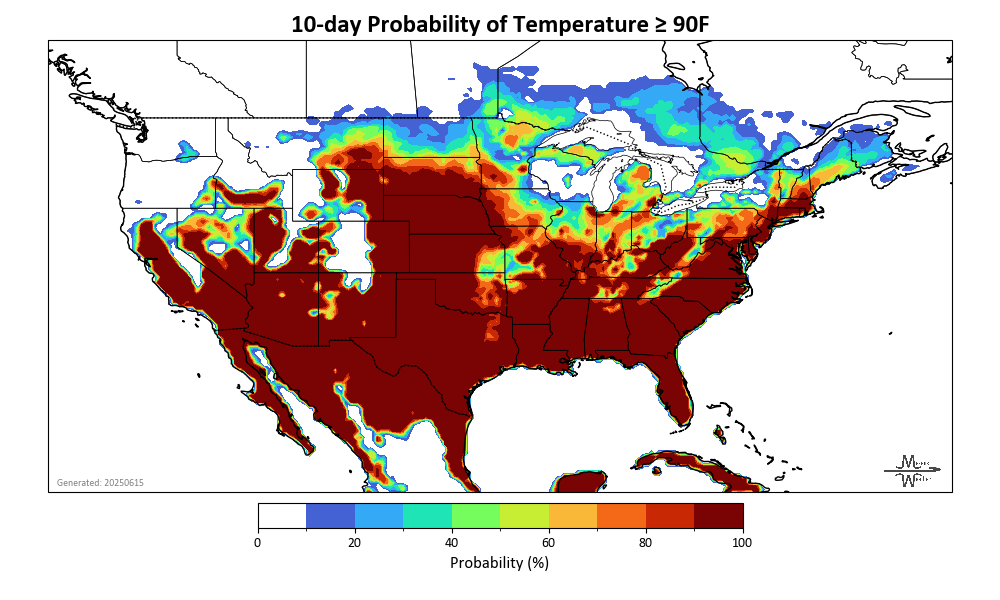 10-day Probability of Temperature ≥ 90F
Generated: 20250615
0 20 40 60 80 100
Probability (%)